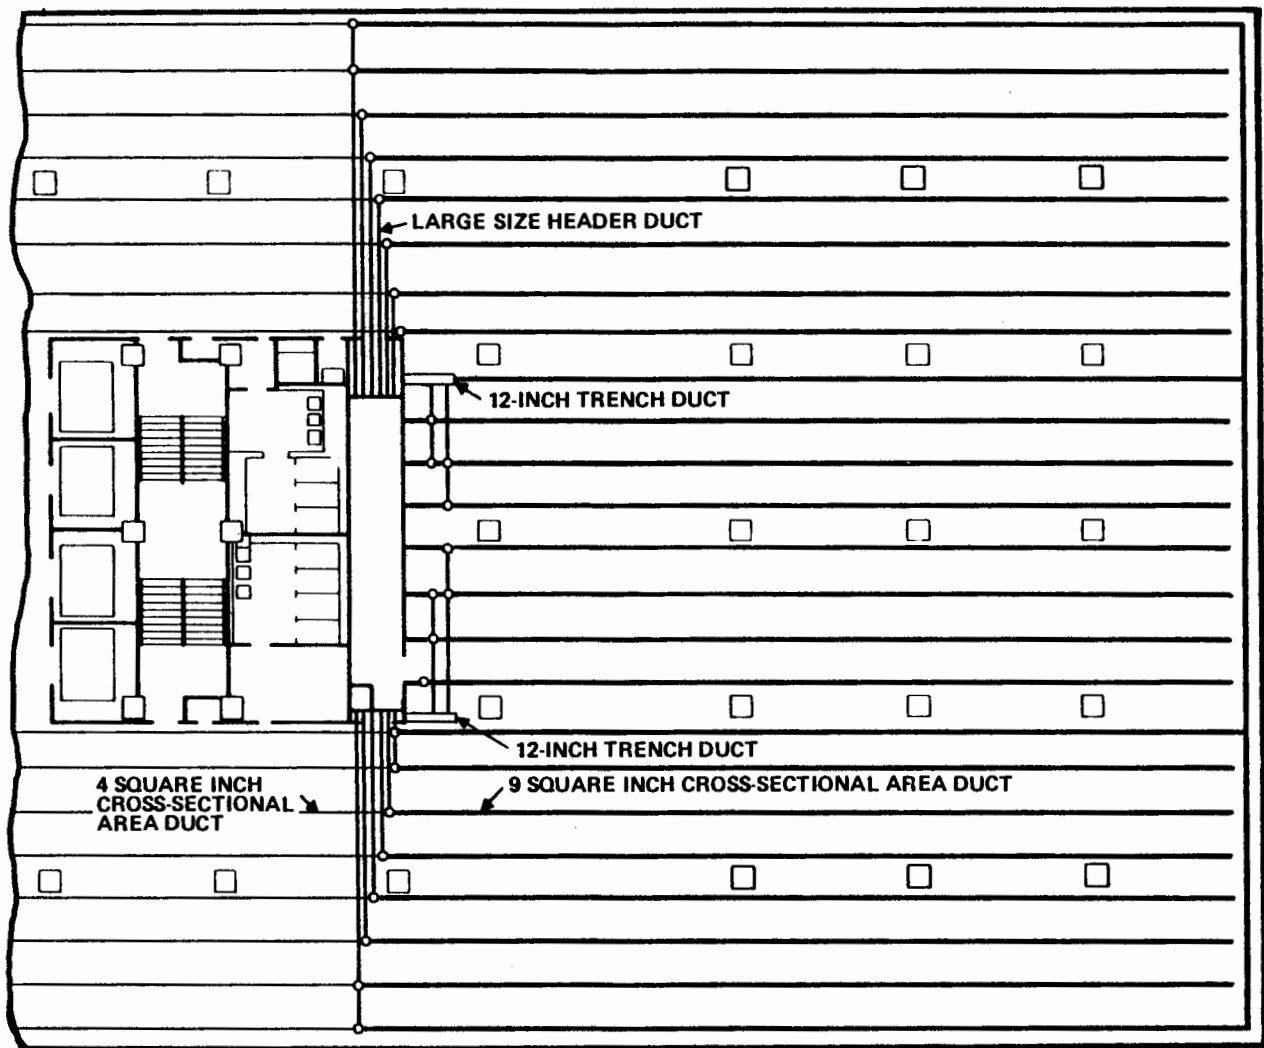 LARGE SIZE HEADER DUCT
12-INCH TRENCH DUCT
12-INCH TRENCH DUCT
4 SQUARE INCH
CROSS-SECTIONAL
AREA DUCT
9 SQUARE INCH CROSS-SECTIONAL AREA DUCT